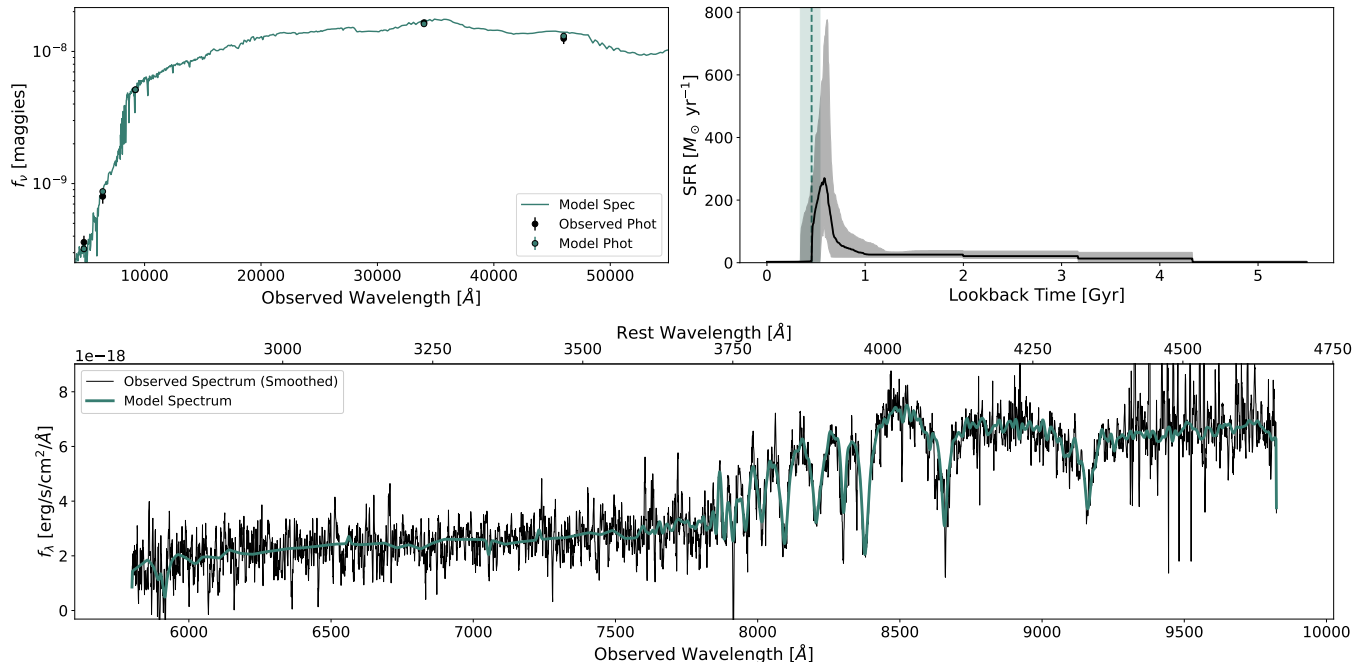 10⁻⁸
10⁻⁹
f_ν [maggies]
Model Spec
Observed Phot
Model Phot
10000 20000 30000 40000 50000
Observed Wavelength [Å]
800
600
400
200
0
SFR [M⊙ yr⁻¹]
0 1 2 3 4 5
Lookback Time [Gyr]
Rest Wavelength [Å]
3000 3250 3500 3750 4000 4250 4500 4750
1e−18
Observed Spectrum (Smoothed)
Model Spectrum
8
6
4
2
0
f_λ [erg/s/cm²/Å]
6000 6500 7000 7500 8000 8500 9000 9500 10000
Observed Wavelength [Å]